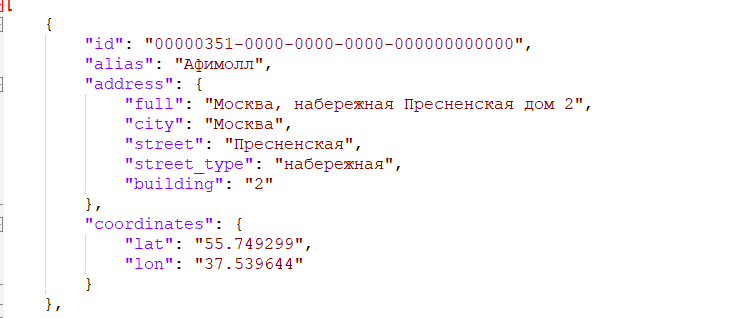 [
{
"id": "00000351-0000-0000-0000-000000000000",
"alias": "Афимолл",
"address": {
"full": "Москва, набережная Пресненская дом 2",
"city": "Москва",
"street": "Пресненская",
"street_type": "набережная",
"building": "2"
},
"coordinates": {
"lat": "55.749299",
"lon": "37.539644"
}
},